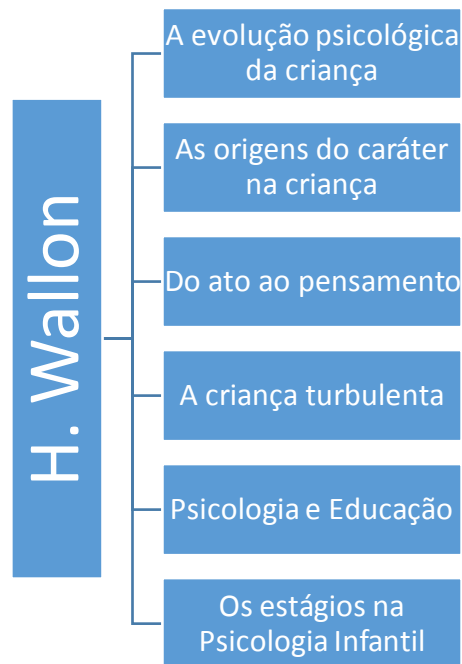 H. Wallon
A evolução psicológica
da criança
As origens do caráter
na criança
Do ato ao pensamento
A criança turbulenta
Psicologia e Educação
Os estágios na
Psicologia Infantil